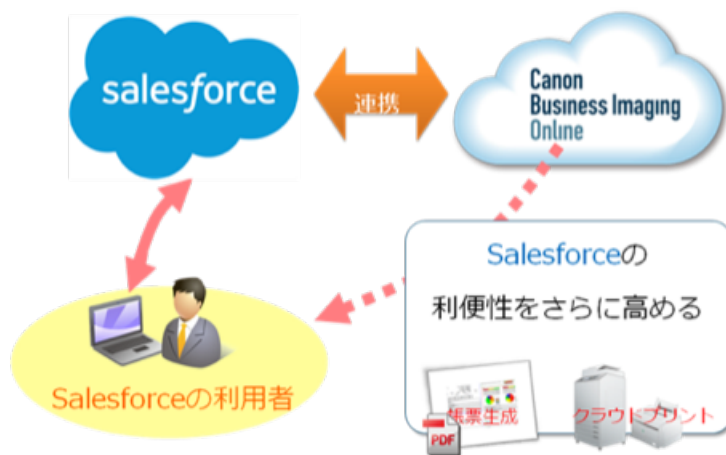 salesforce
連携
Canon
Business Imaging
Online
Salesforceの
利便性をさらに高める
Salesforceの利用者
帳票生成
クラウドプリント
PDF